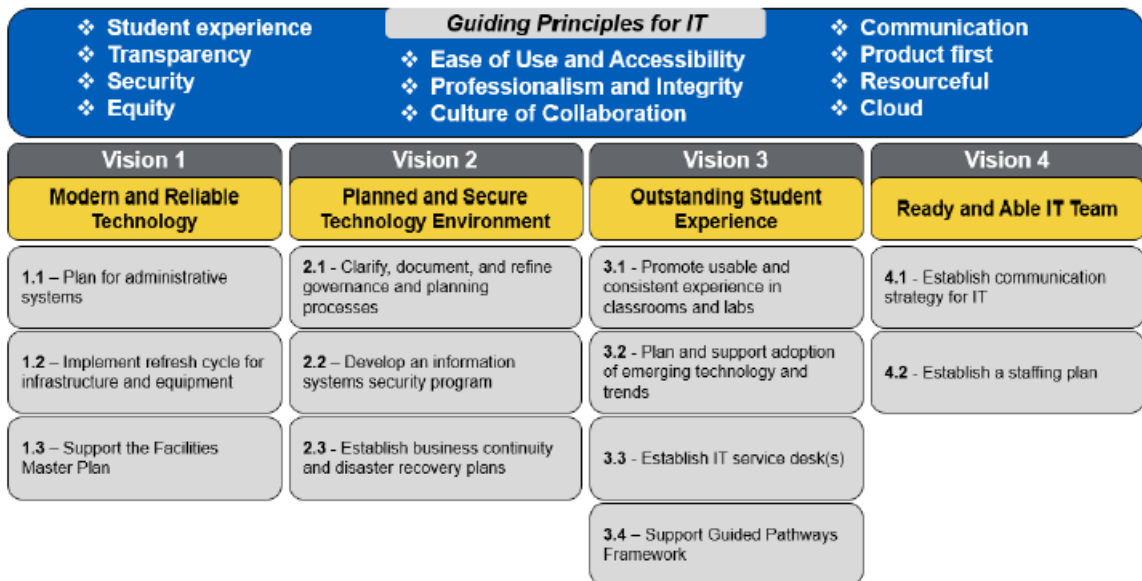 Guiding Principles for IT
❖ Student experience
❖ Transparency
❖ Security
❖ Equity
❖ Ease of Use and Accessibility
❖ Professionalism and Integrity
❖ Culture of Collaboration
❖ Communication
❖ Product first
❖ Resourceful
❖ Cloud
Vision 1
Modern and Reliable
Technology
1.1 – Plan for administrative
systems
1.2 – Implement refresh cycle for
infrastructure and equipment
1.3 – Support the Facilities
Master Plan
Vision 2
Planned and Secure
Technology Environment
2.1 - Clarify, document, and refine
governance and planning
processes
2.2 – Develop an information
systems security program
2.3 - Establish business continuity
and disaster recovery plans
Vision 3
Outstanding Student
Experience
3.1 - Promote usable and
consistent experience in
classrooms and labs
3.2 - Plan and support adoption
of emerging technology and
trends
3.3 - Establish IT service desk(s)
3.4 – Support Guided Pathways
Framework
Vision 4
Ready and Able IT Team
4.1 - Establish communication
strategy for IT
4.2 - Establish a staffing plan